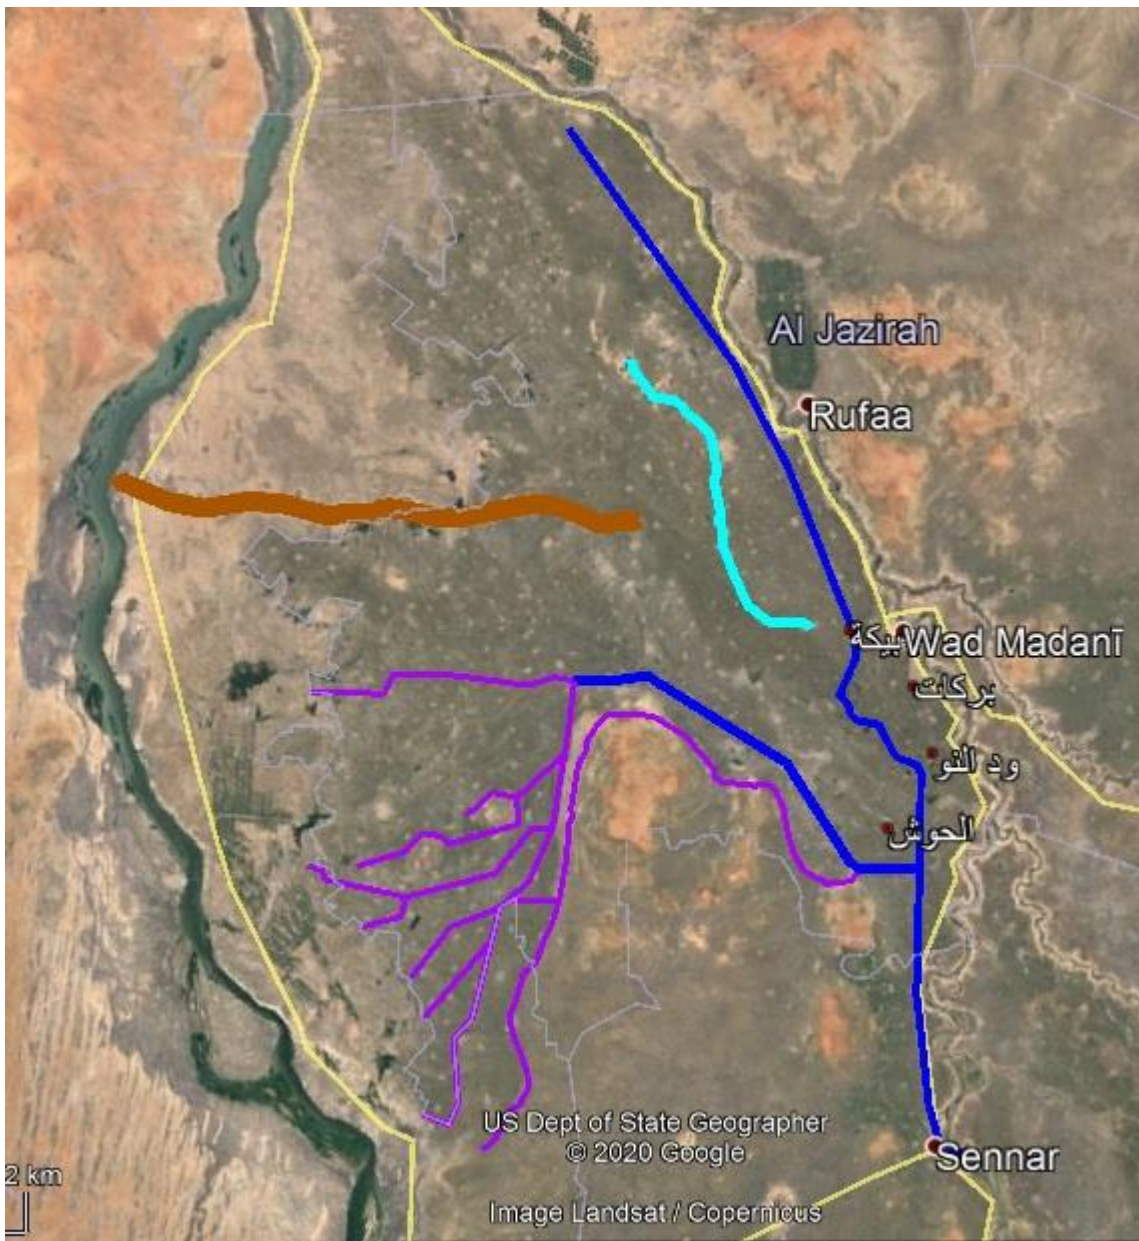 Al Jazirah
Rufaa
بيكة
Wad Madanī
بركات
ود النو
الحوش
US Dept of State Geographer
© 2020 Google
Sennar
2 km
Image Landsat / Copernicus